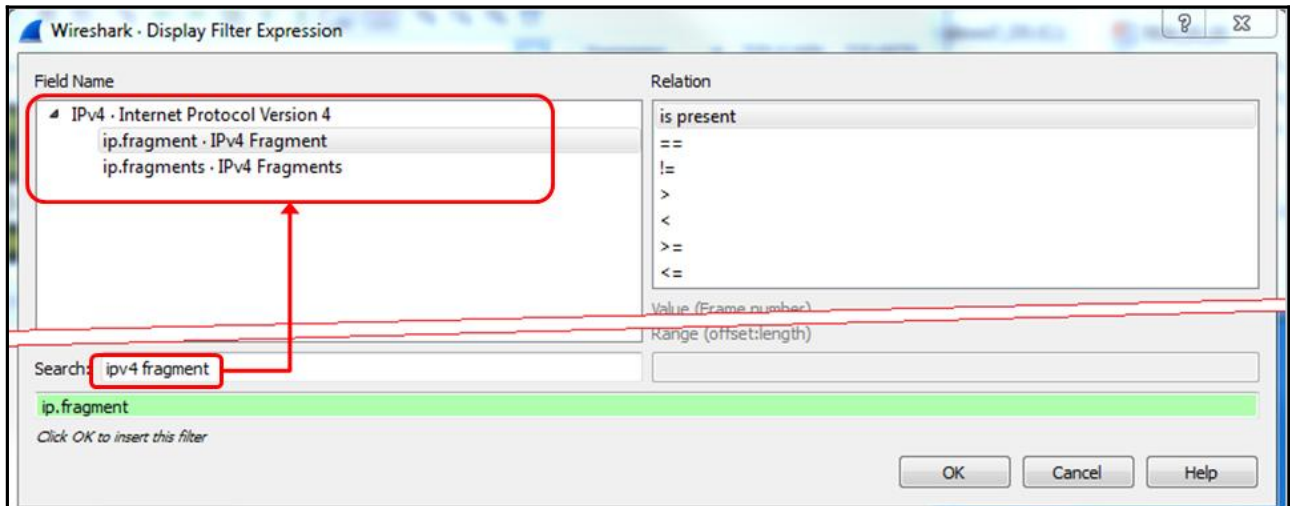 Wireshark · Display Filter Expression
Field Name
IPv4 · Internet Protocol Version 4
ip.fragment · IPv4 Fragment
ip.fragments · IPv4 Fragments
Relation
is present
==
!=
>
<
>=
<=
Value (Frame number)
Range (offset:length)
Search: ipv4 fragment
ip.fragment
Click OK to insert this filter
OK Cancel Help